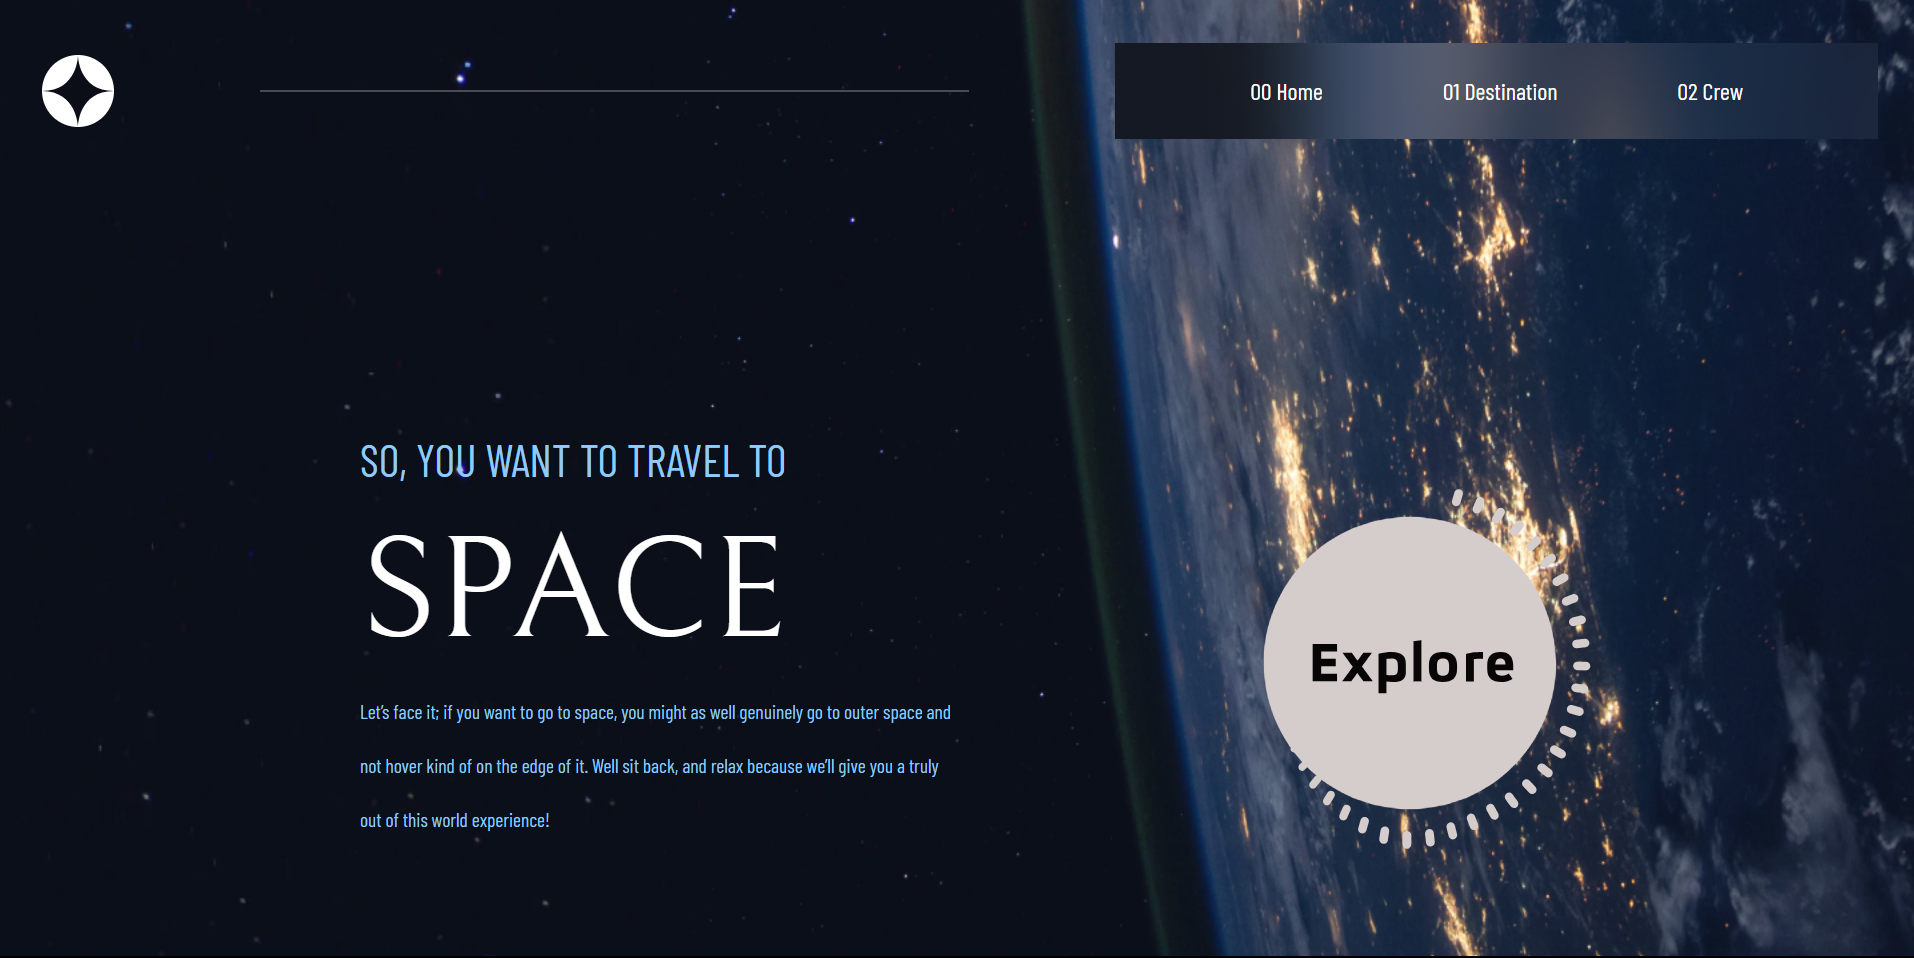 00 Home
01 Destination
02 Crew
SO, YOU WANT TO TRAVEL TO
SPACE
Let's face it; if you want to go to space, you might as well genuinely go to outer space and
not hover kind of on the edge of it. Well sit back, and relax because we'll give you a truly
out of this world experience!
Explore